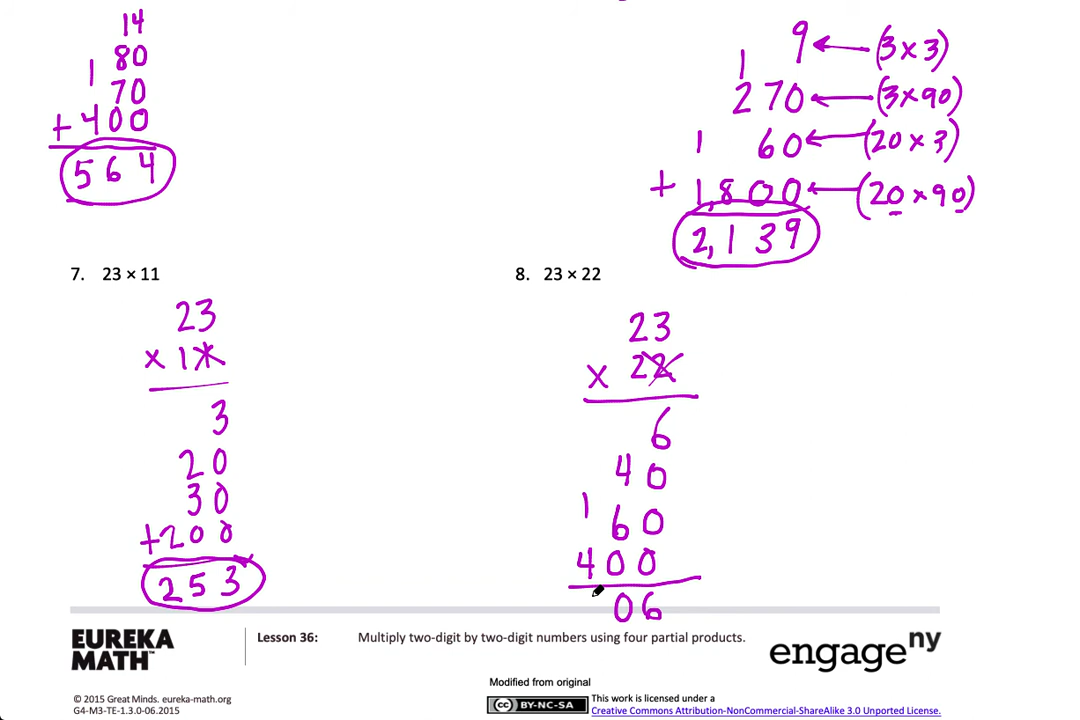 14
1 80
70
+ 400
564
9 ← (3 x 3)
1
270 ← (3 x 90)
1 60 ← (20 x 3)
+ 1,800 ← (20 x 90)
2,139
7. 23 × 11
23
x 11
3
20
30
+200
253
8. 23 × 22
23
x 22
6
40
1 60
400
06
EUREKA MATH™
Lesson 36: Multiply two-digit by two-digit numbers using four partial products.
engageny
Modified from original
© 2015 Great Minds. eureka-math.org
G4-M3-TE-1.3.0-06.2015
cc BY-NC-SA
This work is licensed under a
Creative Commons Attribution-NonCommercial-ShareAlike 3.0 Unported License.